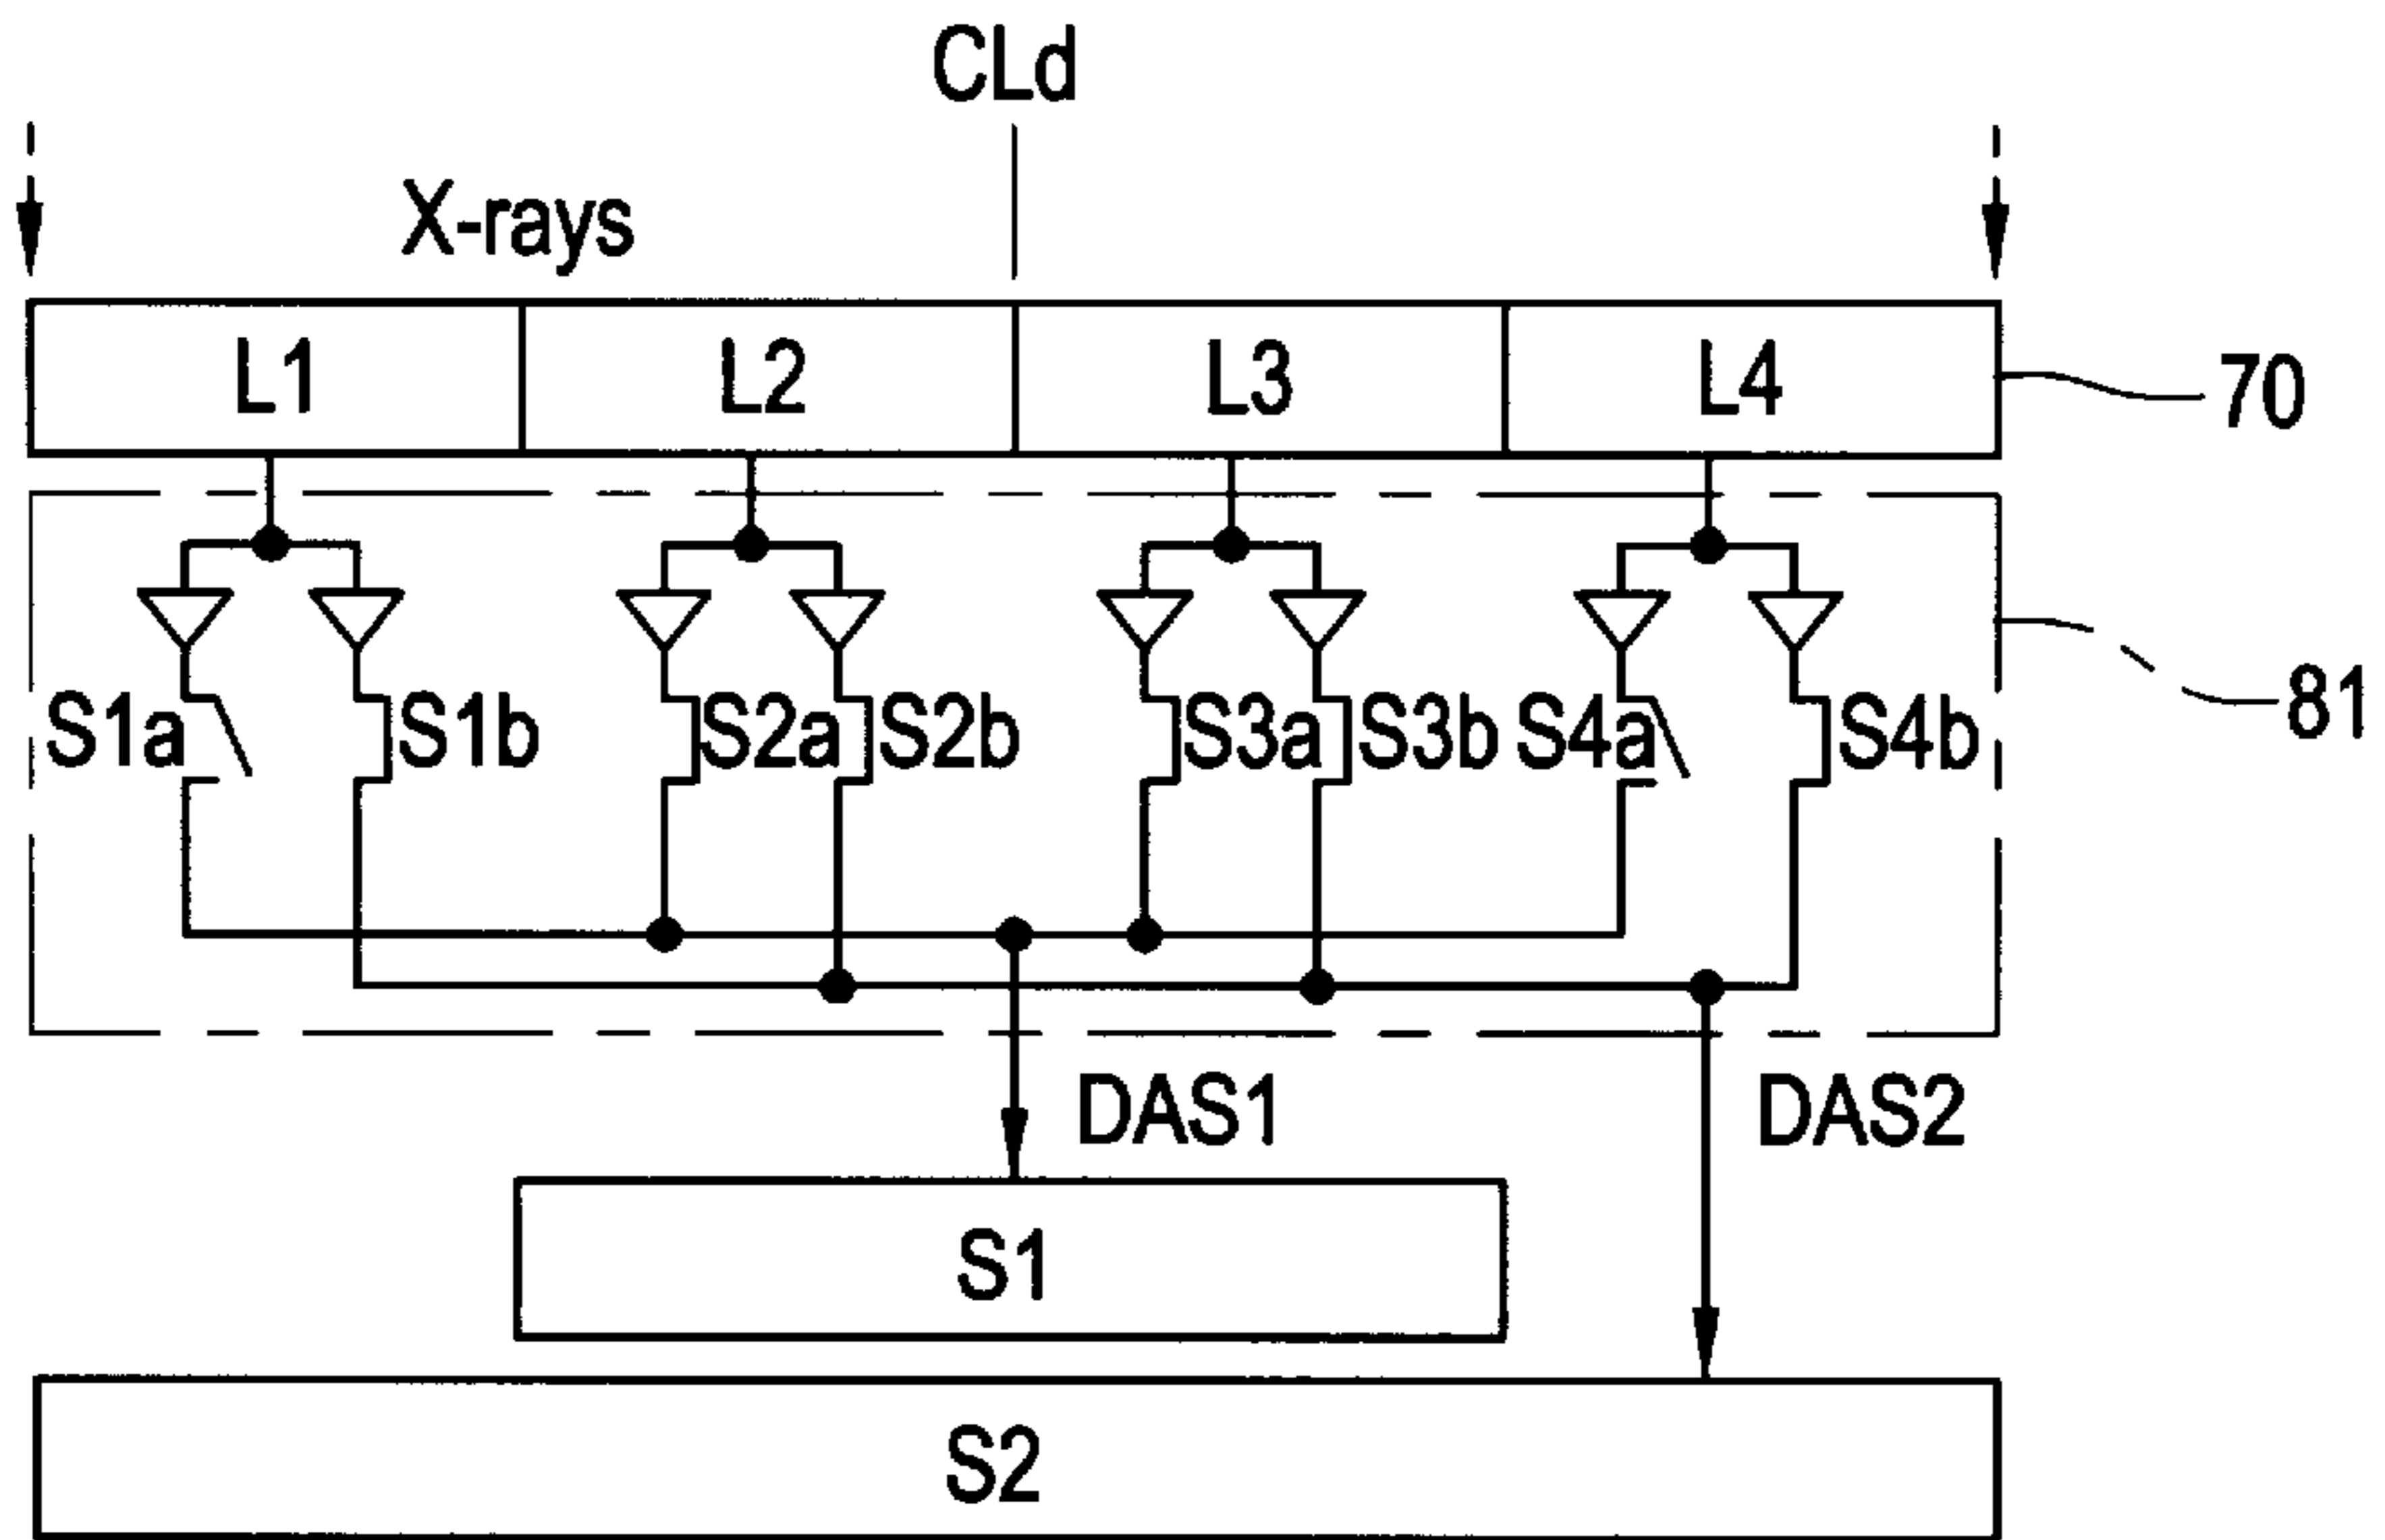 CLd
X-rays
L1 L2 L3 L4 70
S1a S1b S2a S2b S3a S3b S4a S4b 81
DAS1 DAS2
S1
S2